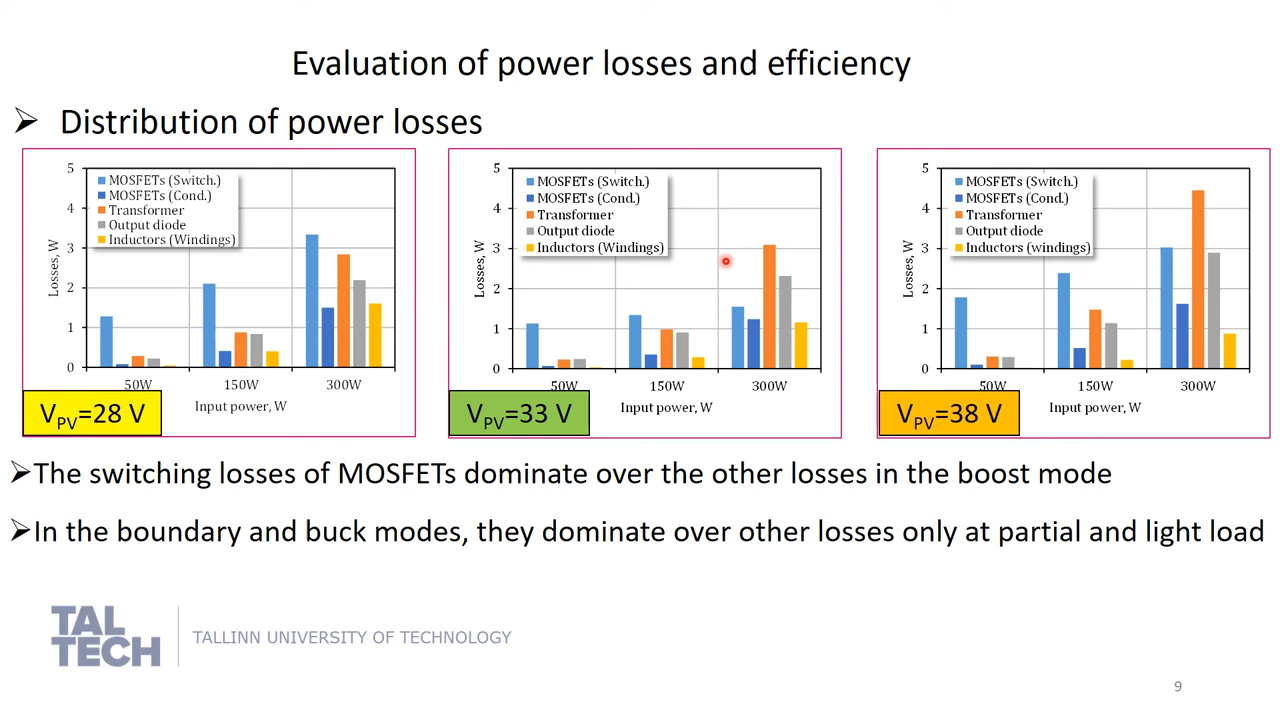 Evaluation of power losses and efficiency
➢ Distribution of power losses
5
4
3
2
1
0
Losses, W
MOSFETs (Switch.)
MOSFETs (Cond.)
Transformer
Output diode
Inductors (Windings)
50W 150W 300W
Input power, W
V_PV=28 V
5
4
3
2
1
0
Losses, W
MOSFETs (Switch.)
MOSFETs (Cond.)
Transformer
Output diode
Inductors (Windings)
50W 150W 300W
Input power, W
V_PV=33 V
5
4
3
2
1
0
Losses, W
MOSFETs (Switch.)
MOSFETs (Cond.)
Transformer
Output diode
Inductors (windings)
50W 150W 300W
Input power, W
V_PV=38 V
➢The switching losses of MOSFETs dominate over the other losses in the boost mode
➢In the boundary and buck modes, they dominate over other losses only at partial and light load
TAL
TECH
TALLINN UNIVERSITY OF TECHNOLOGY
9